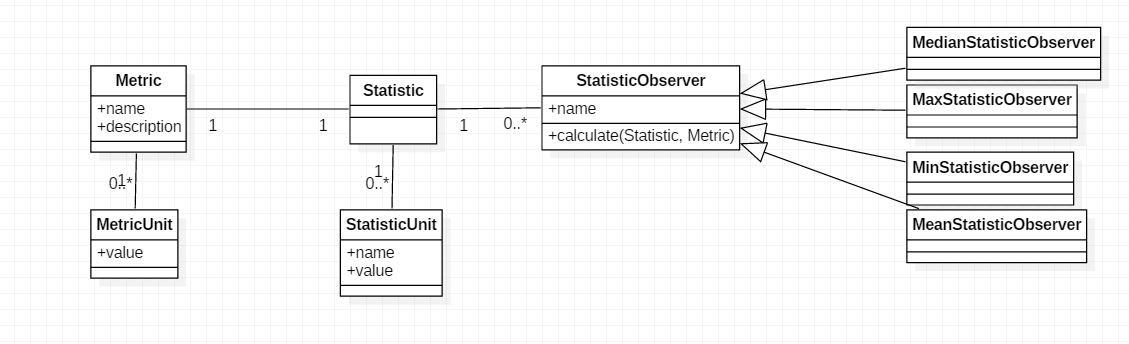 Metric
+name
+description
1
1
Statistic
1
0..*
StatisticObserver
+name
+calculate(Statistic, Metric)
MedianStatisticObserver
MaxStatisticObserver
MinStatisticObserver
MeanStatisticObserver
1
0..*
MetricUnit
+value
1
0..*
StatisticUnit
+name
+value